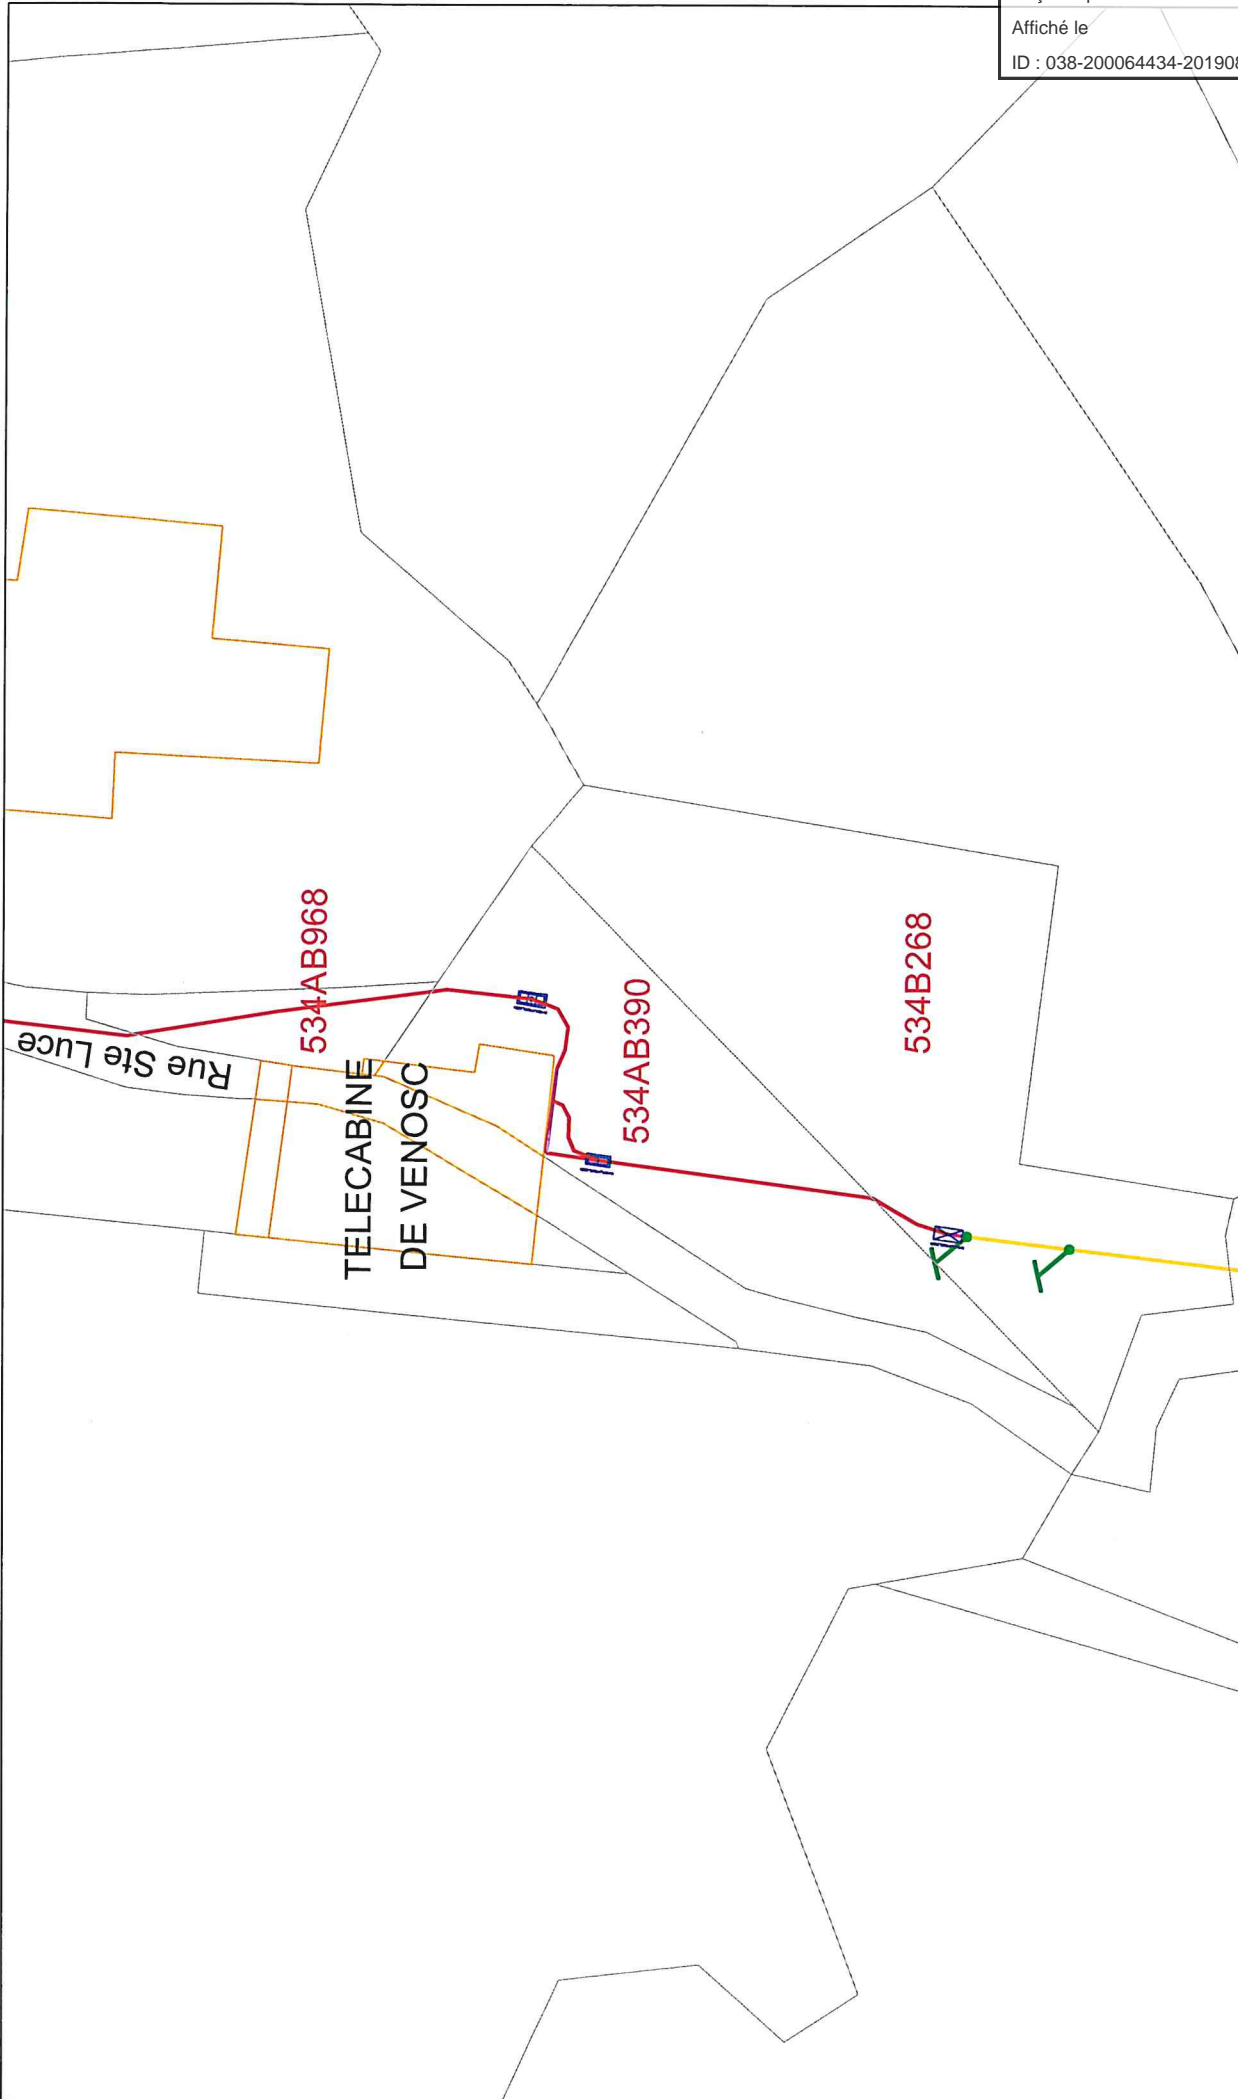 Affiché le
ID : 038-200064434-201908
534AB968
Rue Ste Luce
TELECABINE
DE VENOSC
534AB390
534B268